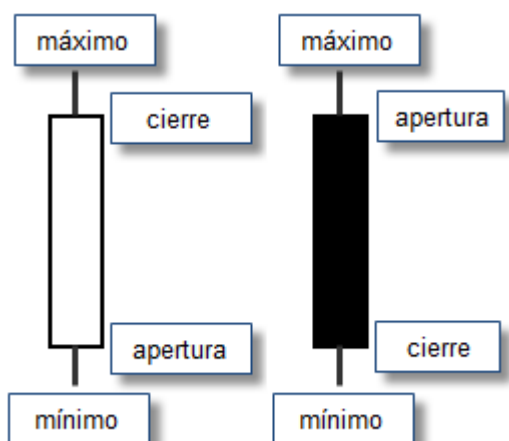 máximo
máximo
cierre
apertura
apertura
cierre
mínimo
mínimo